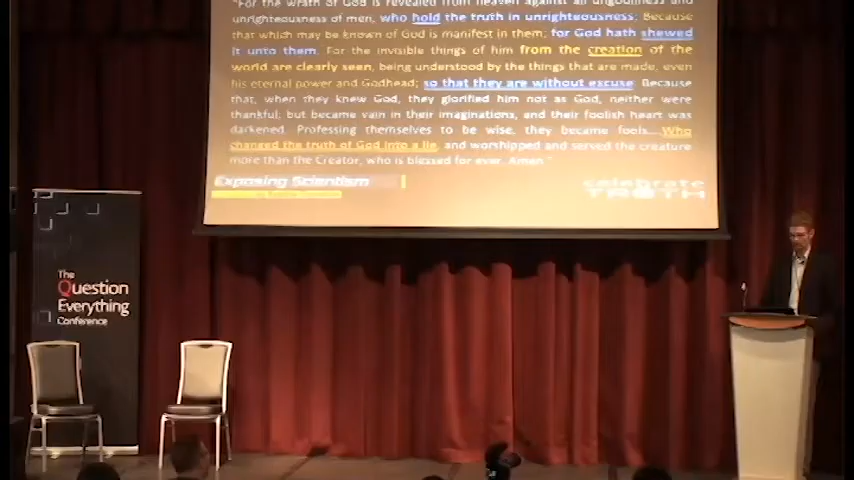 "For the wrath of God is revealed from heaven against all ungodliness and
unrighteousness of men, who hold the truth in unrighteousness; Because
that which may be known of God is manifest in them; for God hath shewed
it unto them. For the invisible things of him from the creation of the
world are clearly seen, being understood by the things that are made, even
his eternal power and Godhead; so that they are without excuse. Because
that, when they knew God, they glorified him not as God, neither were
thankful; but became vain in their imaginations, and their foolish heart was
darkened. Professing themselves to be wise, they became fools...Who
changed the truth of God into a lie, and worshipped and served the creature
more than the Creator, who is blessed for ever. Amen."
Exposing Scientism
celebrate
TRUTH
The
Question
Everything
Conference